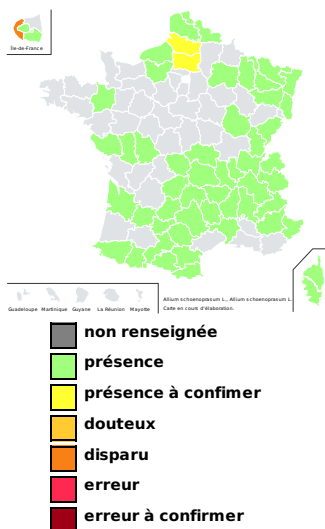 Île-de-France
Guadeloupe Martinique Guyane La Réunion Mayotte
Allium schoenoprasum L., Allium schoenoprasum L.
Carte en cours d'élaboration.
non renseignée
présence
présence à confimer
douteux
disparu
erreur
erreur à confirmer